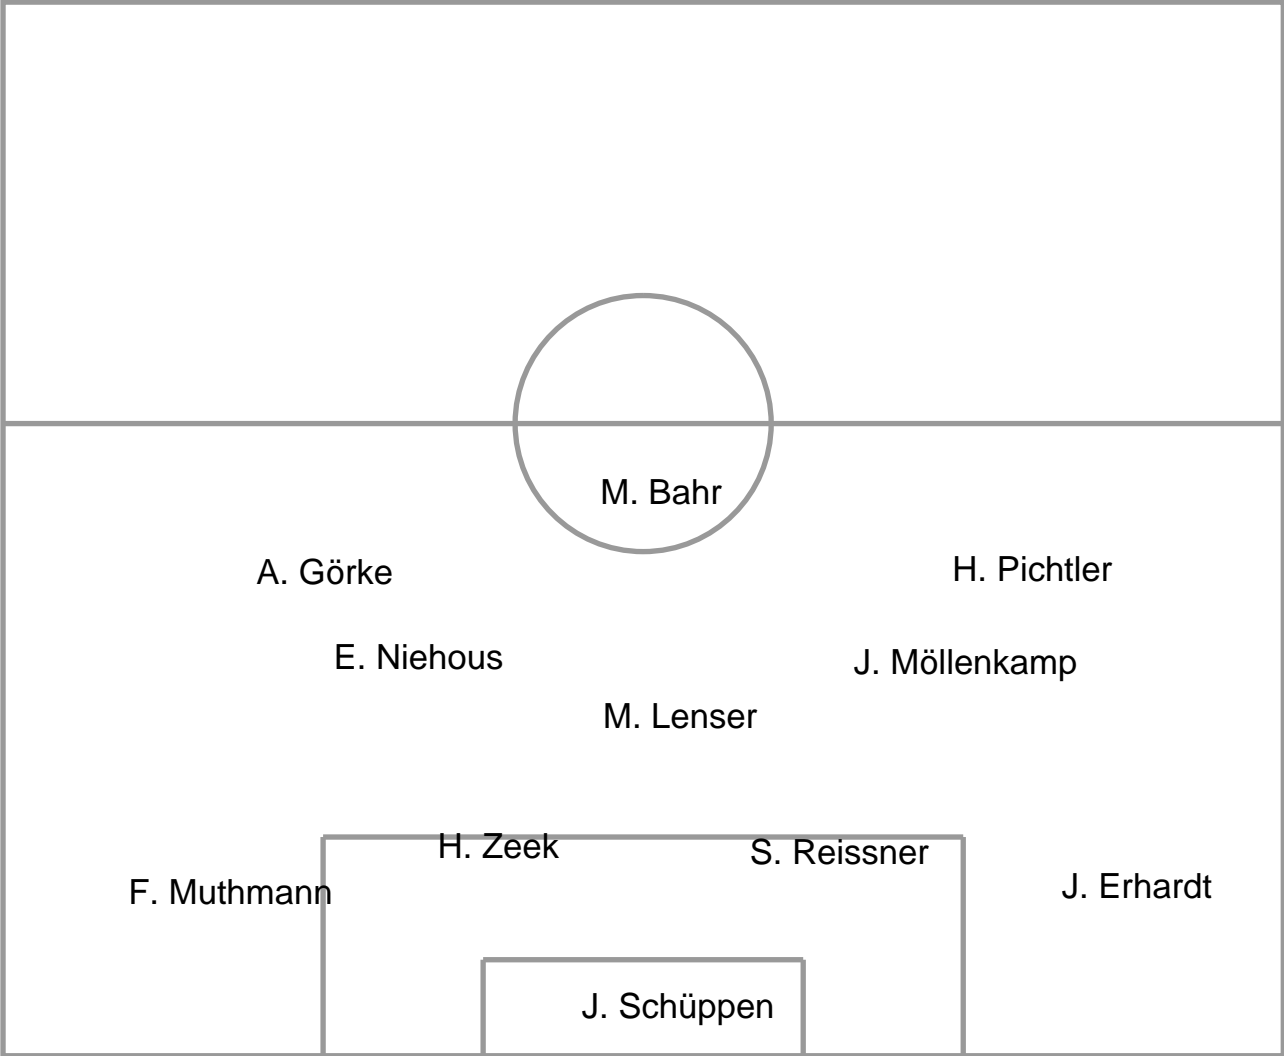 M. Bahr
A. Görke
H. Pichtler
E. Niehous
J. Möllenkamp
M. Lenser
H. Zeek
S. Reissner
F. Muthmann
J. Erhardt
J. Schüppen